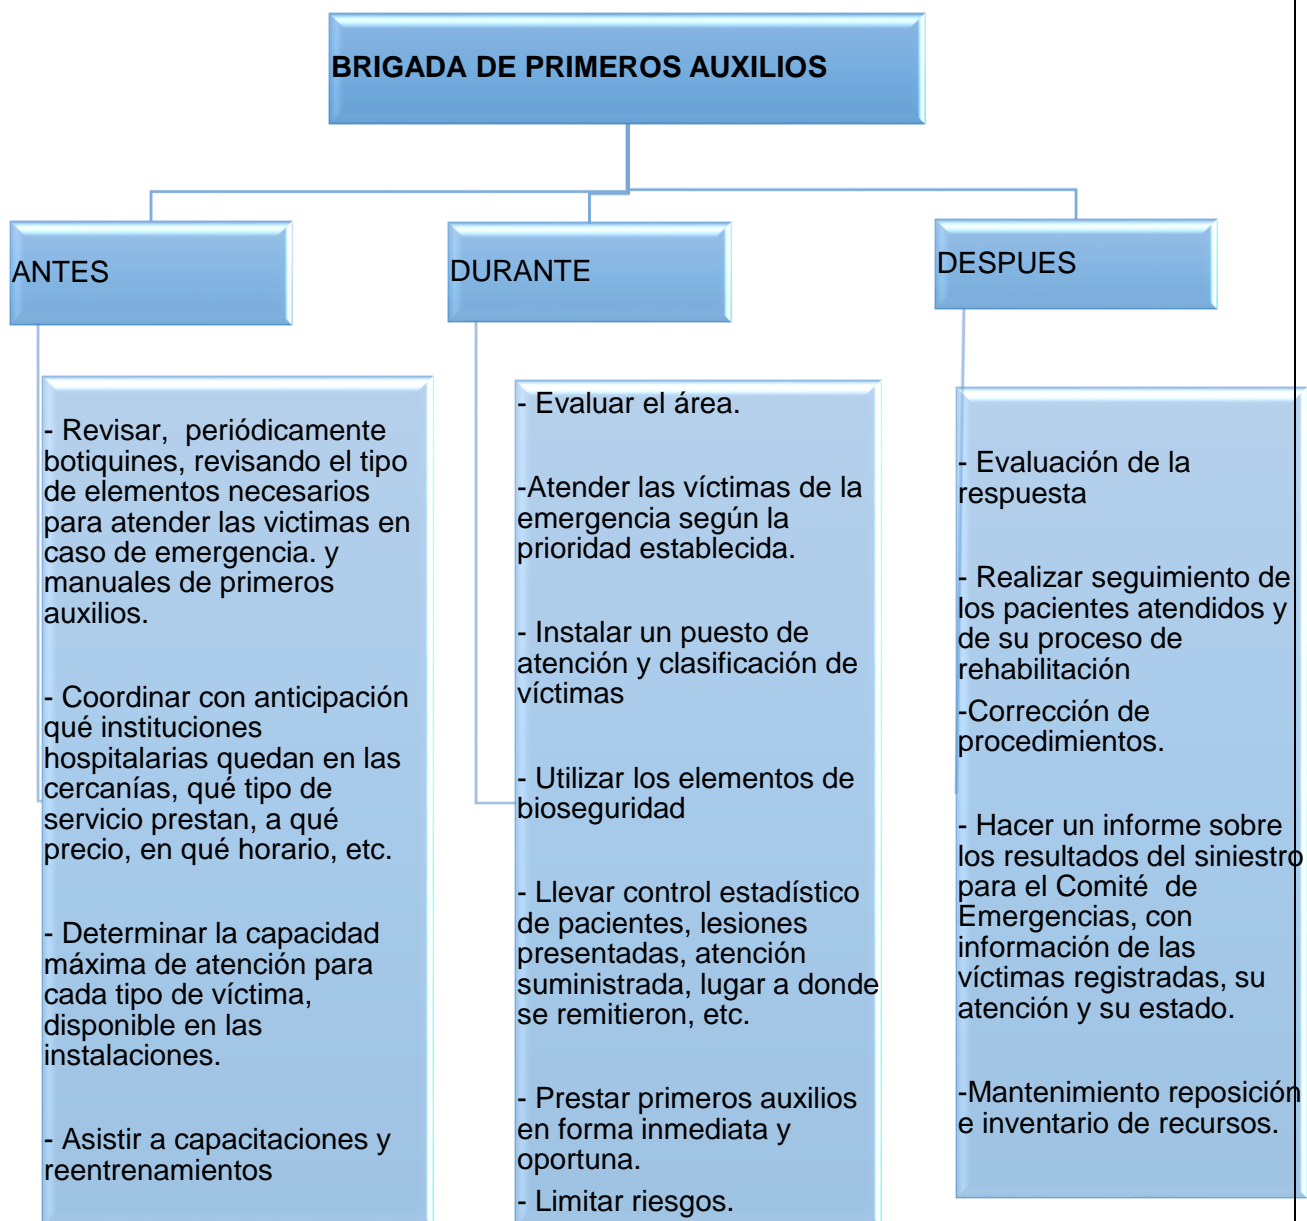 BRIGADA DE PRIMEROS AUXILIOS
ANTES
- Revisar,  periódicamente
botiquines, revisando el tipo
de elementos necesarios
para atender las victimas en
caso de emergencia. y
manuales de primeros
auxilios.
- Coordinar con anticipación
qué instituciones
hospitalarias quedan en las
cercanías, qué tipo de
servicio prestan, a qué
precio, en qué horario, etc.
- Determinar la capacidad
máxima de atención para
cada tipo de víctima,
disponible en las
instalaciones.
- Asistir a capacitaciones y
reentrenamientos
DURANTE
- Evaluar el área.
-Atender las víctimas de la
emergencia según la
prioridad establecida.
- Instalar un puesto de
atención y clasificación de
víctimas
- Utilizar los elementos de
bioseguridad
- Llevar control estadístico
de pacientes, lesiones
presentadas, atención
suministrada, lugar a donde
se remitieron, etc.
- Prestar primeros auxilios
en forma inmediata y
oportuna.
- Limitar riesgos.
DESPUES
- Evaluación de la
respuesta
- Realizar seguimiento de
los pacientes atendidos y
de su proceso de
rehabilitación
-Corrección de
procedimientos.
- Hacer un informe sobre
los resultados del siniestro
para el Comité  de
Emergencias, con
información de las
víctimas registradas, su
atención y su estado.
-Mantenimiento reposición
e inventario de recursos.